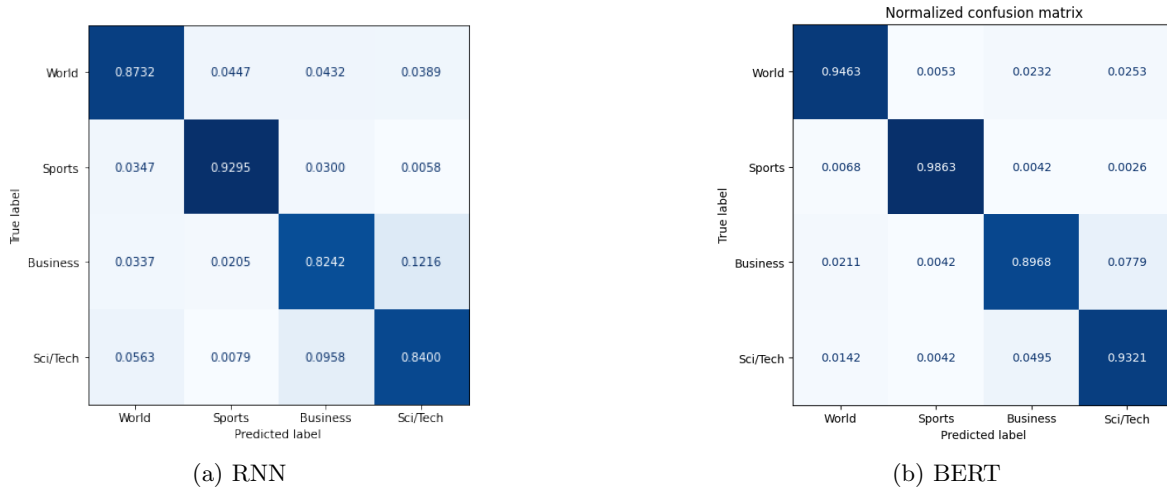 World 0.8732 0.0447 0.0432 0.0389
Sports 0.0347 0.9295 0.0300 0.0058
Business 0.0337 0.0205 0.8242 0.1216
Sci/Tech 0.0563 0.0079 0.0958 0.8400
True label
World Sports Business Sci/Tech
Predicted label
(a) RNN
Normalized confusion matrix
World 0.9463 0.0053 0.0232 0.0253
Sports 0.0068 0.9863 0.0042 0.0026
Business 0.0211 0.0042 0.8968 0.0779
Sci/Tech 0.0142 0.0042 0.0495 0.9321
True label
World Sports Business Sci/Tech
Predicted label
(b) BERT